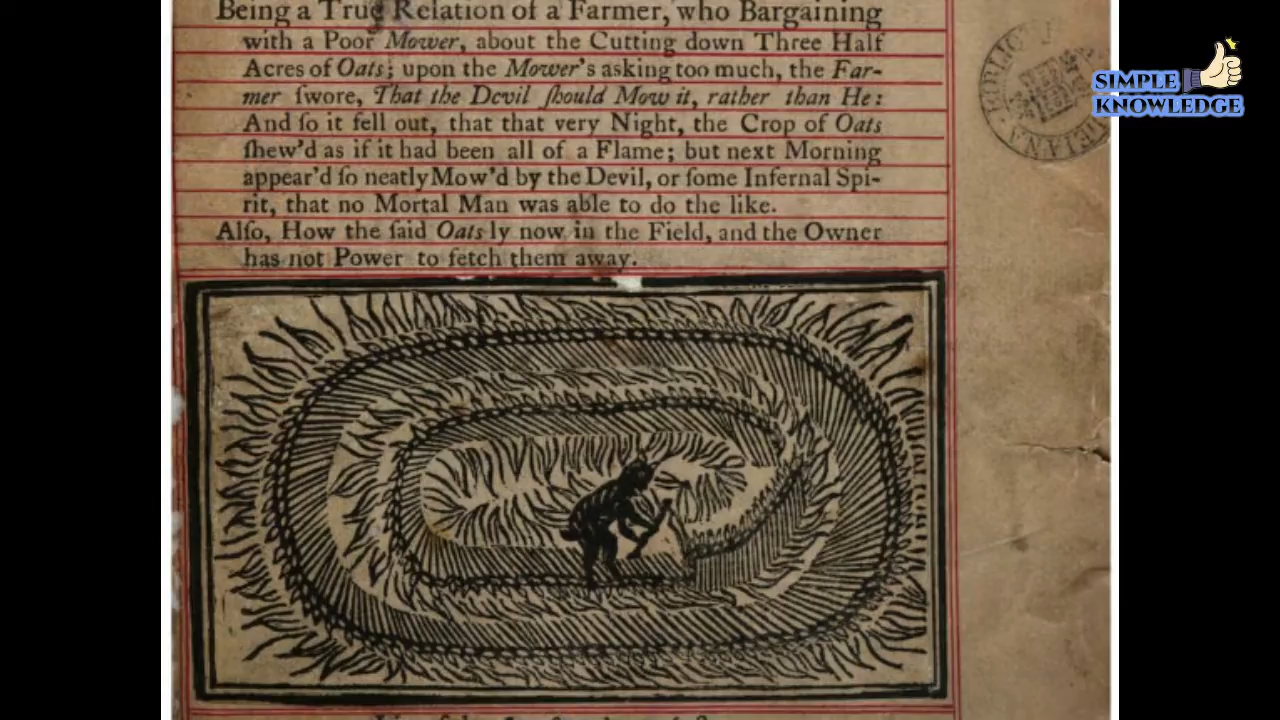 Being a True Relation of a Farmer, who Bargaining
with a Poor Mower, about the Cutting down Three Half
Acres of Oats; upon the Mower's asking too much, the Far-
mer ſwore, That the Devil ſhould Mow it, rather than He:
And ſo it fell out, that that very Night, the Crop of Oats
ſhew'd as if it had been all of a Flame; but next Morning
appear'd ſo neatly Mow'd by the Devil, or ſome Infernal Spi-
rit, that no Mortal Man was able to do the like.
Alſo, How the ſaid Oats ly now in the Field, and the Owner
has not Power to fetch them away.
SIMPLE
KNOWLEDGE